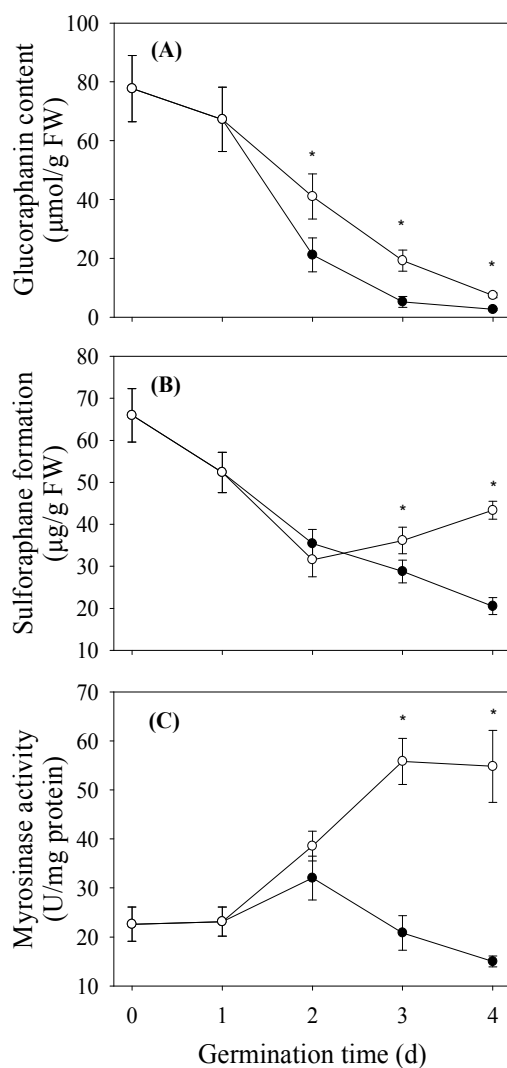 (A)
Glucoraphanin content
(µmol/g FW)
100
80
60
40
20
0
*
*
*
(B)
Sulforaphane formation
(µg/g FW)
80
70
60
50
40
30
20
10
*
*
(C)
Myrosinase activity
(U/mg protein)
70
60
50
40
30
20
10
*
*
0 1 2 3 4
Germination time (d)